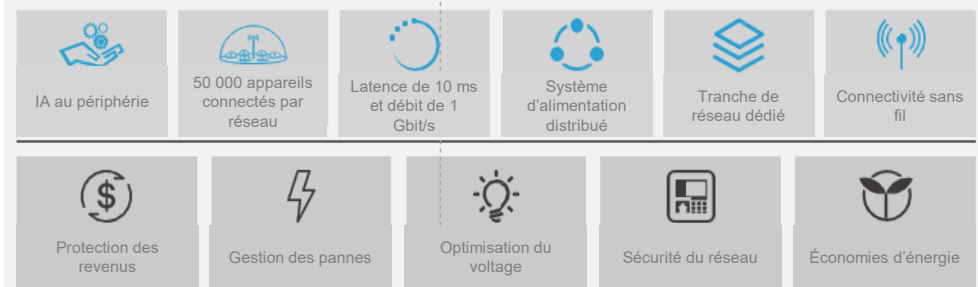 IA au périphérie
50 000 appareils
connectés par
réseau
Latence de 10 ms
et débit de 1
Gbit/s
Système
d'alimentation
distribué
Tranche de
réseau dédié
Connectivité sans
fil
Protection des
revenus
Gestion des pannes
Optimisation du
voltage
Sécurité du réseau
Économies d'énergie